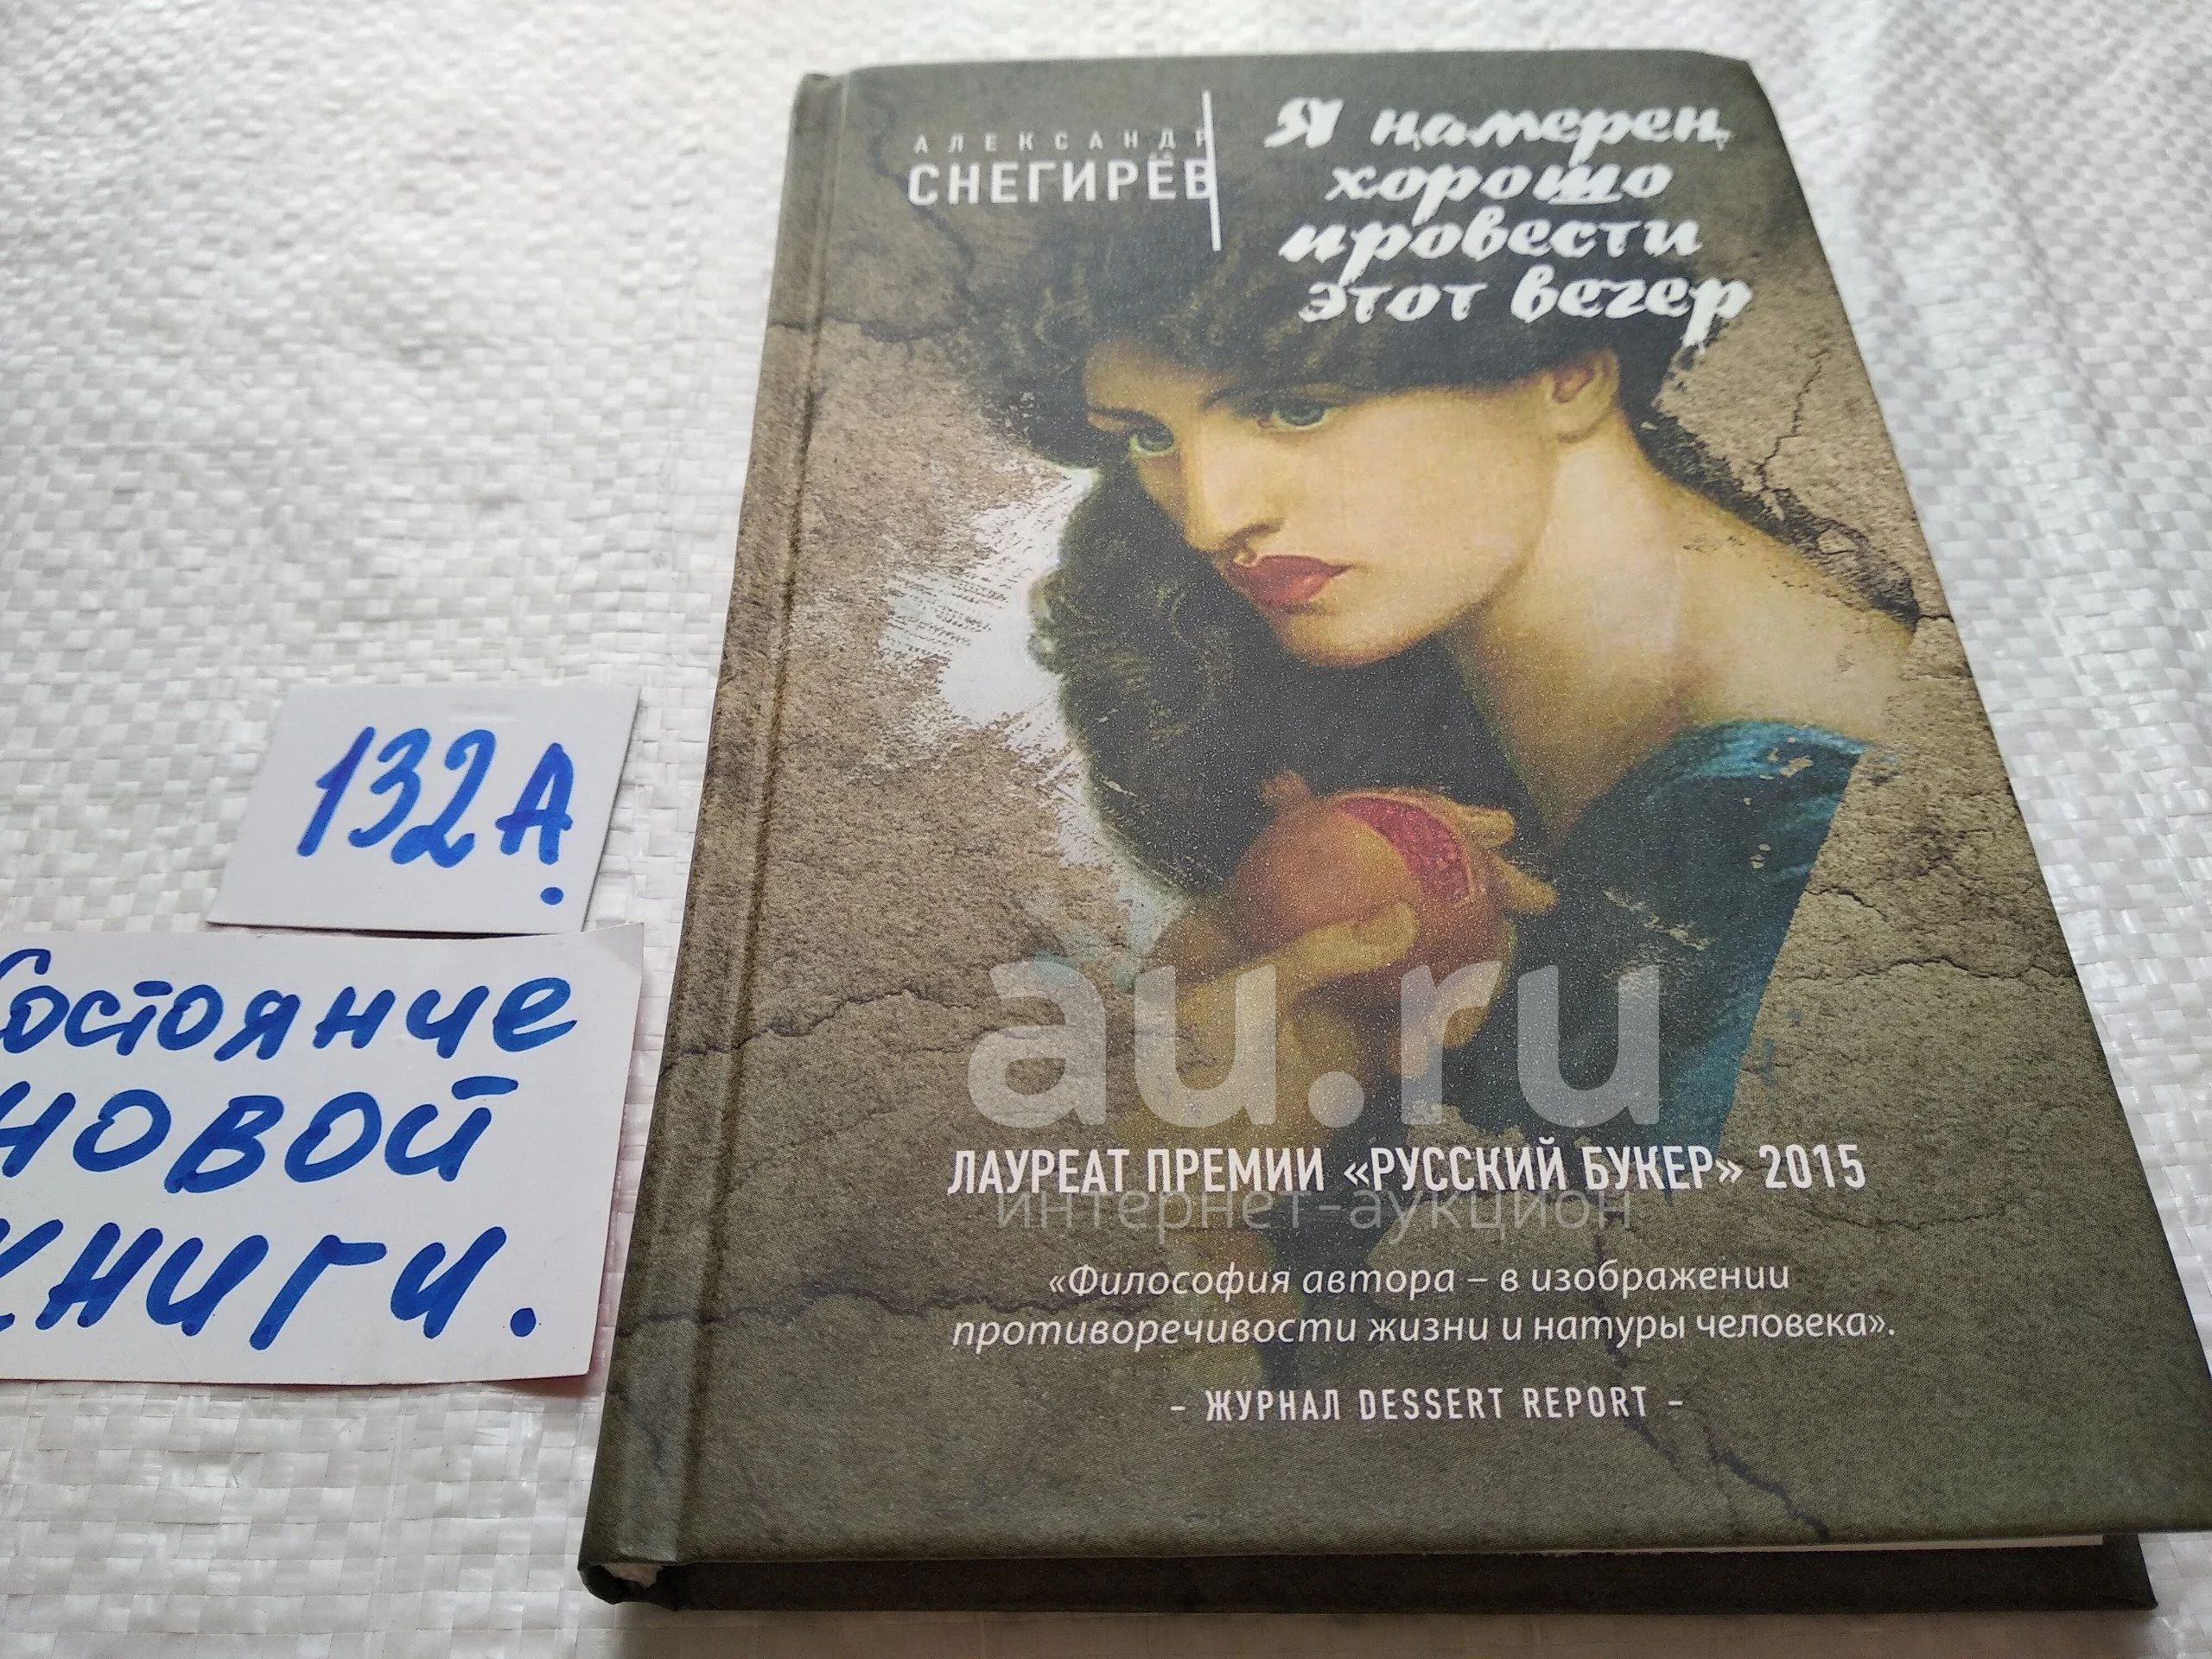 АЛЕКСАНДР
СНЕГИРЁВ
Я намерен
хорошо
провести
этот вечер
132А
Состояние
новой
книги.
au.ru
ЛАУРЕАТ ПРЕМИИ «РУССКИЙ БУКЕР» 2015
интернет-аукцион
«Философия автора – в изображении
противоречивости жизни и натуры человека».
- ЖУРНАЛ DESSERT REPORT -